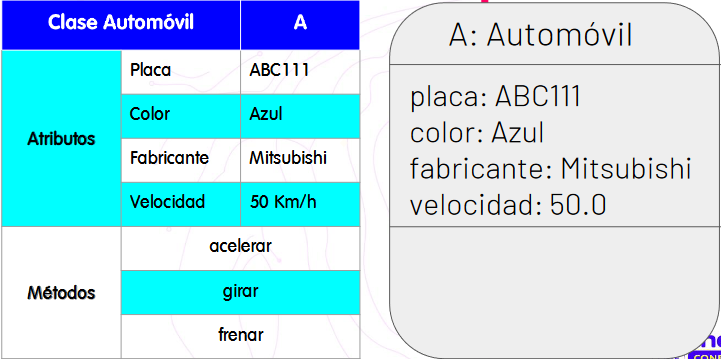 Clase Automóvil A
Atributos
Placa ABC111
Color Azul
Fabricante Mitsubishi
Velocidad 50 Km/h
Métodos
acelerar
girar
frenar
A: Automóvil
placa: ABC111
color: Azul
fabricante: Mitsubishi
velocidad: 50.0